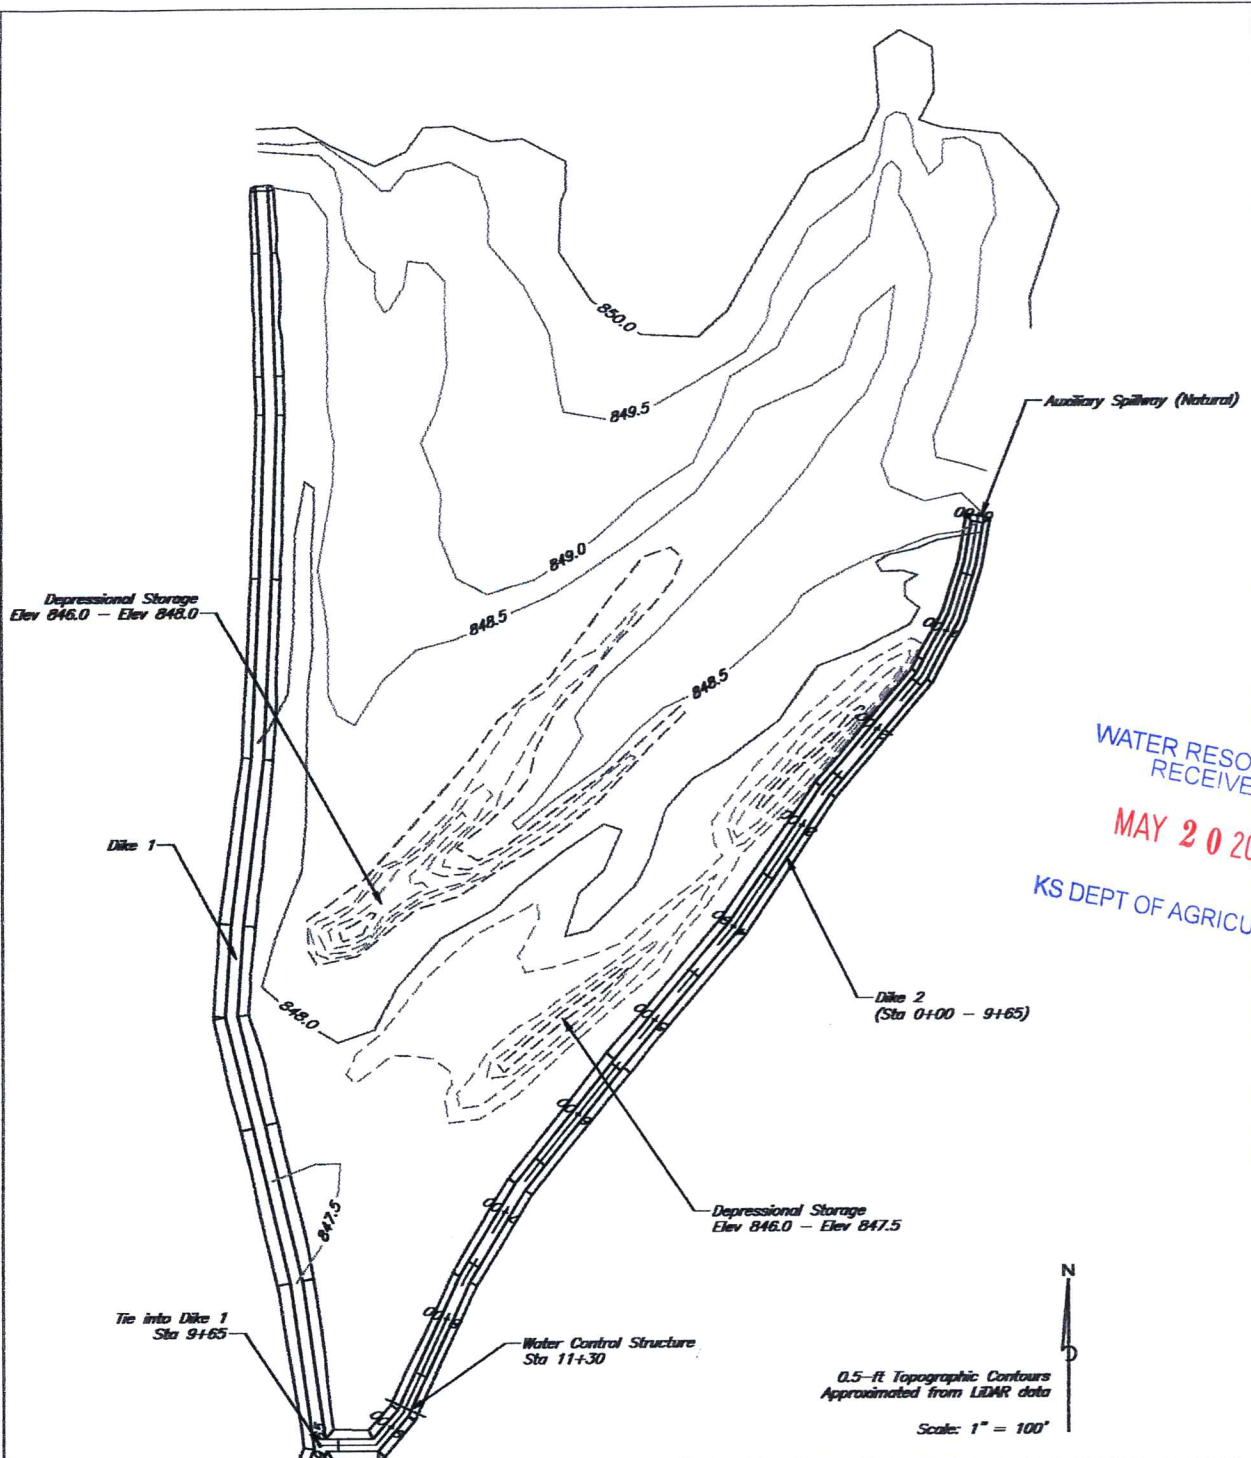 850.0
849.5
Auxiliary Spillway (Natural)
849.0
Depressional Storage
Elev 846.0 – Elev 848.0
848.5
848.5
WATER RESO
RECEIVE
MAY 20 20
KS DEPT OF AGRICU
Dike 1
848.0
Dike 2
(Sta 0+00 – 9+65)
Depressional Storage
Elev 846.0 – Elev 847.5
847.5
N
Tie into Dike 1
Sta 9+65
Water Control Structure
Sta 11+30
0.5-ft Topographic Contours
Approximated from LiDAR data
Scale: 1" = 100'